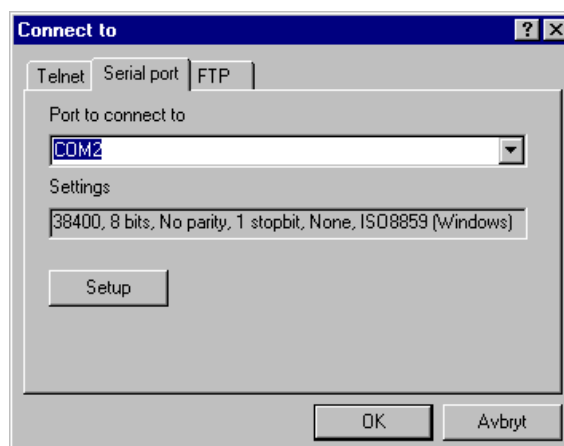 Connect to
Telnet Serial port FTP
Port to connect to
COM2
Settings
38400, 8 bits, No parity, 1 stopbit, None, ISO8859 (Windows)
Setup
OK Avbryt